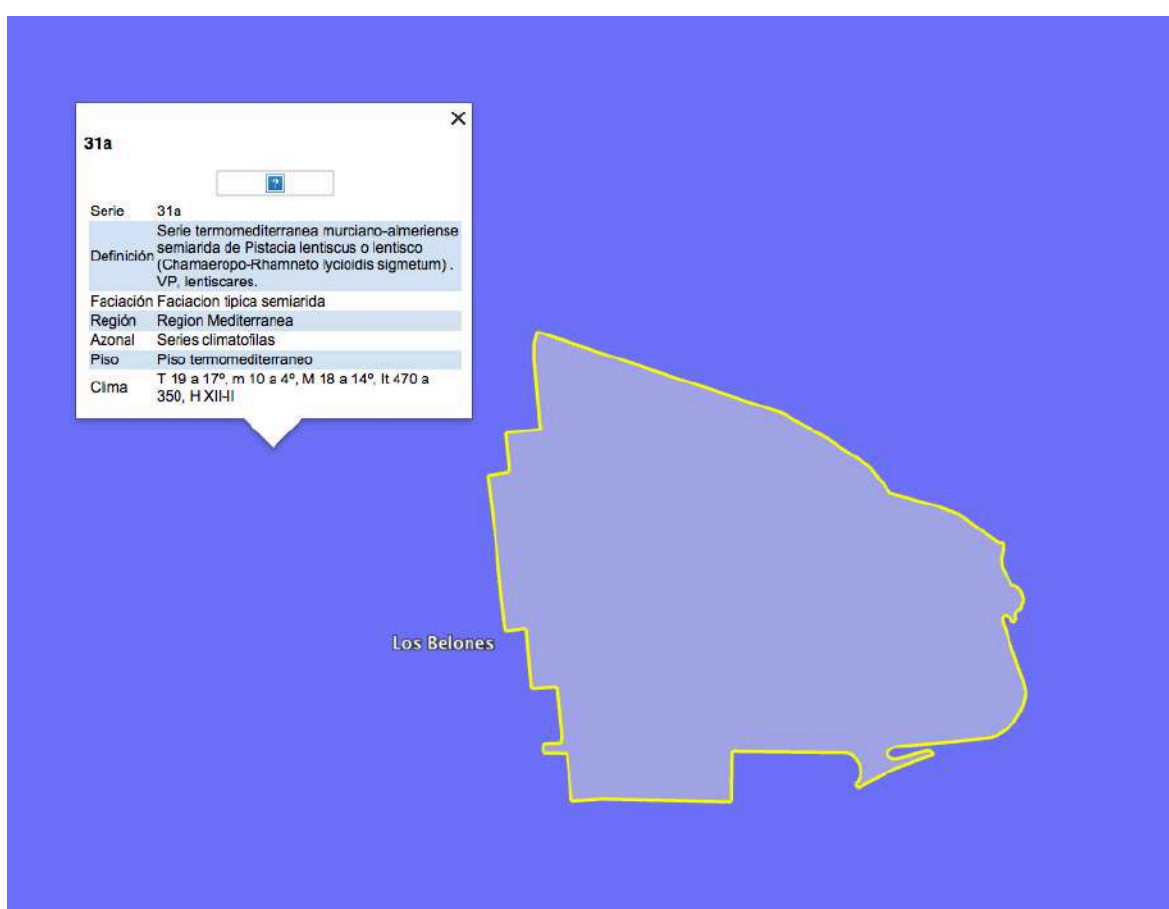 31a
Serie 31a
Definición Serie termomediterranea murciano-almeriense
semiarida de Pistacia lentiscus o lentisco
(Chamaeropo-Rhamneto lycioidis sigmetum) .
VP, lentiscares.
Faciación Faciacion tipica semiarida
Región Region Mediterranea
Azonal Series climatofilas
Piso Piso termomediterraneo
Clima T 19 a 17º, m 10 a 4º, M 18 a 14º, It 470 a
350, H XII-II
Los Belones